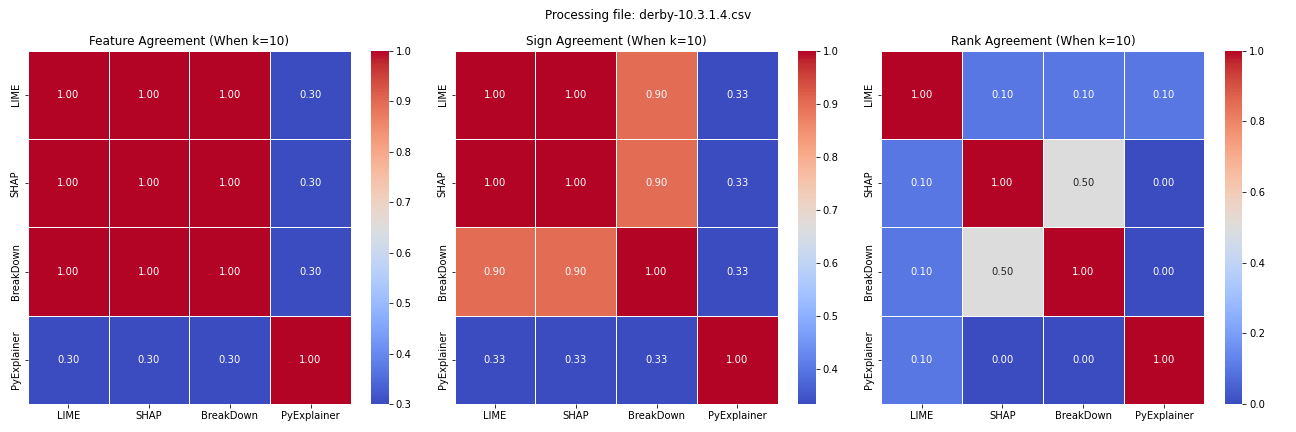 Processing file: derby-10.3.1.4.csv
Feature Agreement (When k=10)
LIME
SHAP
BreakDown
PyExplainer
1.00 1.00 1.00 0.30
1.00 1.00 1.00 0.30
1.00 1.00 1.00 0.30
0.30 0.30 0.30 1.00
LIME SHAP BreakDown PyExplainer
1.0
0.9
0.8
0.7
0.6
0.5
0.4
0.3
Sign Agreement (When k=10)
LIME
SHAP
BreakDown
PyExplainer
1.00 1.00 0.90 0.33
1.00 1.00 0.90 0.33
0.90 0.90 1.00 0.33
0.33 0.33 0.33 1.00
LIME SHAP BreakDown PyExplainer
1.0
0.9
0.8
0.7
0.6
0.5
0.4
Rank Agreement (When k=10)
LIME
SHAP
BreakDown
PyExplainer
1.00 0.10 0.10 0.10
0.10 1.00 0.50 0.00
0.10 0.50 1.00 0.00
0.10 0.00 0.00 1.00
LIME SHAP BreakDown PyExplainer
1.0
0.8
0.6
0.4
0.2
0.0